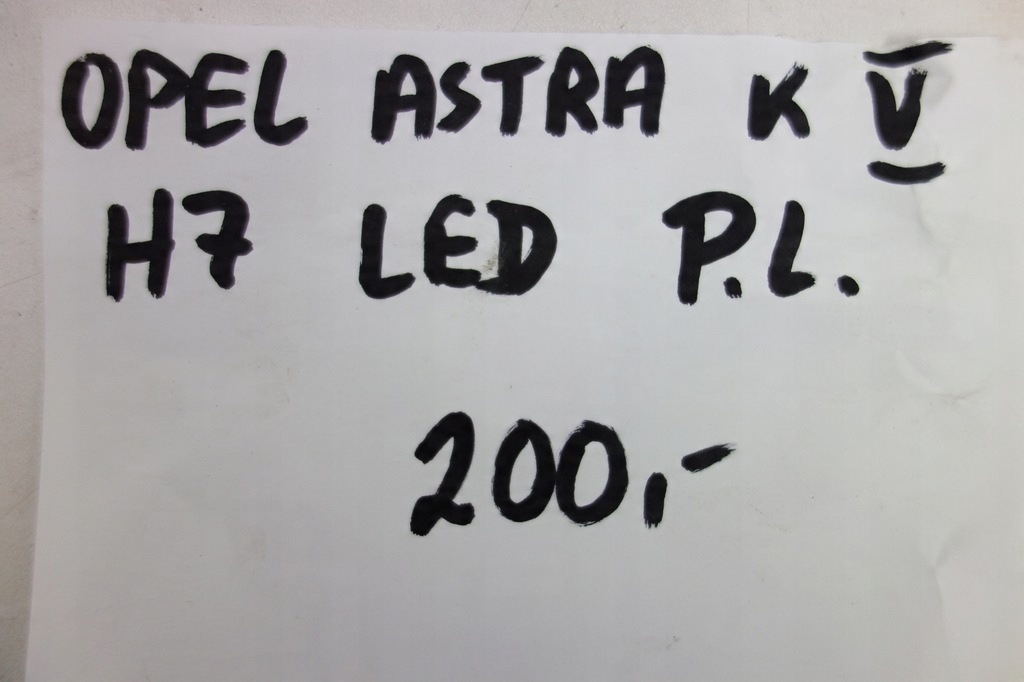 OPEL ASTRA K V
H7 LED P.L.
200,-